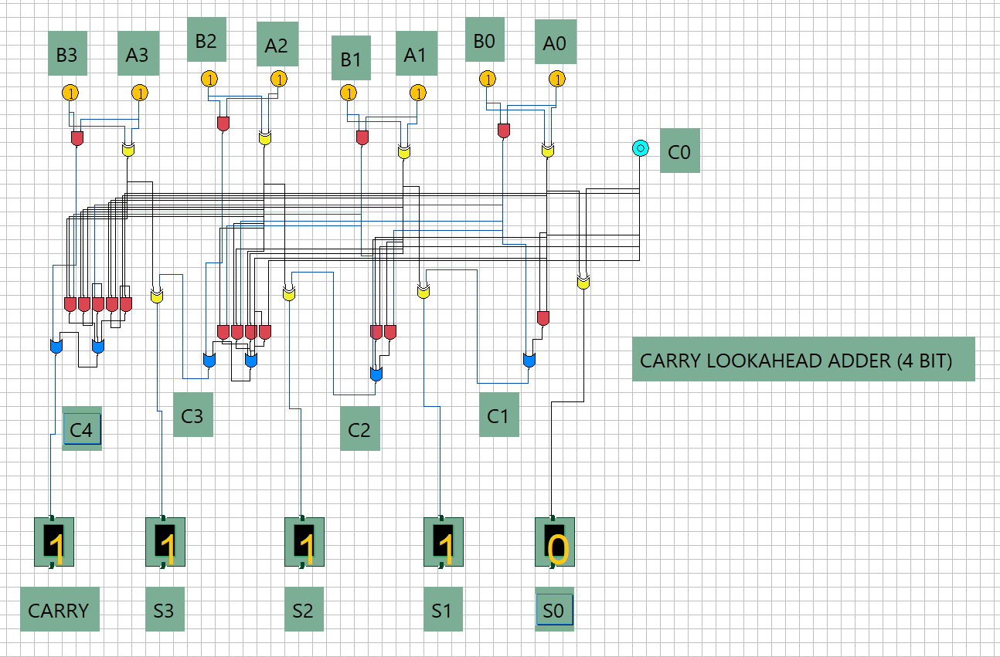 B3 A3 B2 A2 B1 A1 B0 A0
1 1 1 1 1 1 1 1
C0
CARRY LOOKAHEAD ADDER (4 BIT)
C4 C3 C2 C1
1 1 1 1 0
CARRY S3 S2 S1 S0